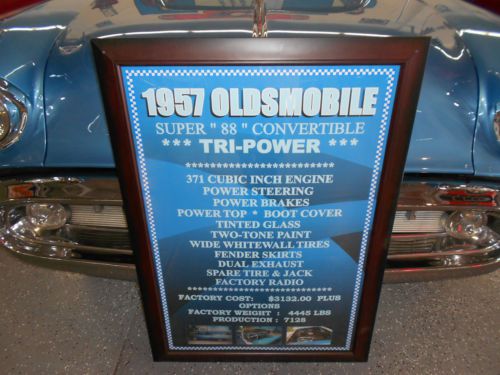 1957 OLDSMOBILE
SUPER " 88 " CONVERTIBLE
*** TRI-POWER ***
*************************
371 CUBIC INCH ENGINE
POWER STEERING
POWER BRAKES
POWER TOP * BOOT COVER
TINTED GLASS
TWO-TONE PAINT
WIDE WHITEWALL TIRES
FENDER SKIRTS
DUAL EXHAUST
SPARE TIRE & JACK
FACTORY RADIO
*************************
FACTORY COST: $3132.00 PLUS
OPTIONS
FACTORY WEIGHT : 4445 LBS
PRODUCTION : 7128